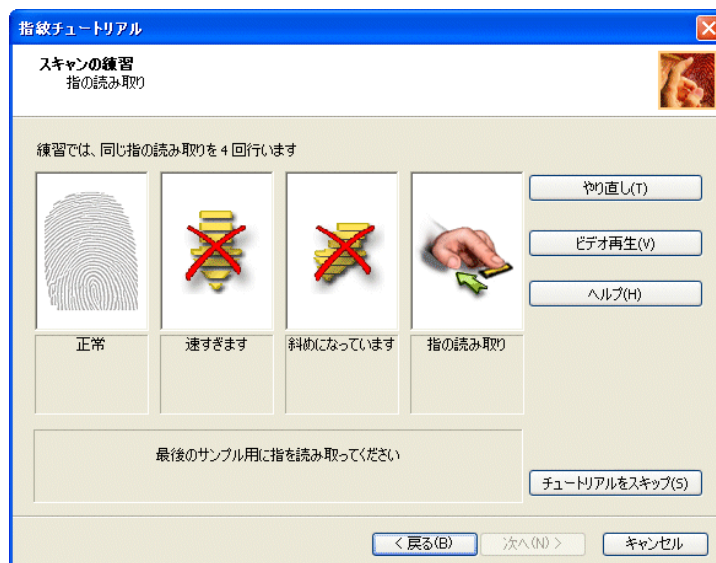 指紋チュートリアル
スキャンの練習
指の読み取り
練習では、同じ指の読み取りを4回行います
やり直し(T)
ビデオ再生(V)
ヘルプ(H)
正常
速すぎます
斜めになっています
指の読み取り
最後のサンプル用に指を読み取ってください
チュートリアルをスキップ(S)
< 戻る(B)
次へ(N) >
キャンセル